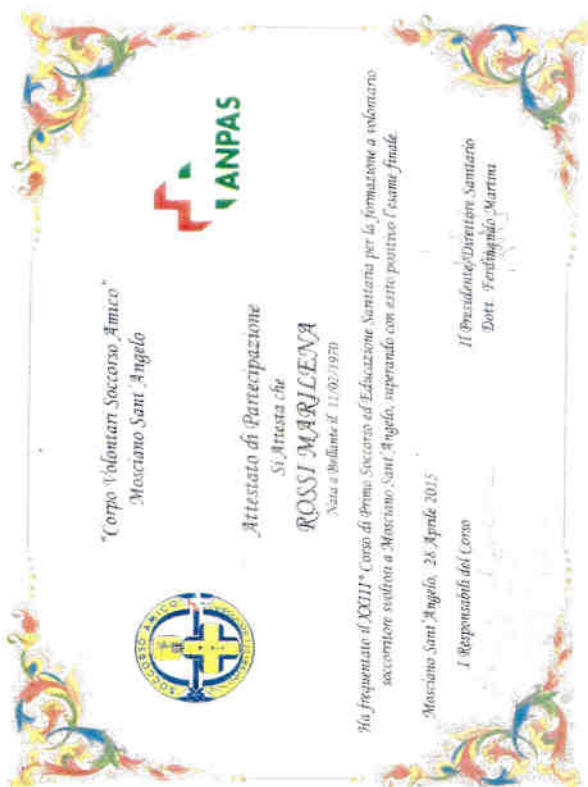 "Corpo Volontari Soccorso Amico"
Mosciano Sant'Angelo
SOCCORSO AMICO
ANPAS
Attestato di Partecipazione
Si Attesta che
ROSSI MARILENA
Nata a Bellante il 12/02/1970
Ha frequentato il XXIII° Corso di Primo Soccorso ed Educazione Sanitaria per la formazione a volontario
soccorritore svoltosi a Mosciano Sant'Angelo, superando con esito positivo l'esame finale.
Mosciano Sant'Angelo, 28 Aprile 2015
I Responsabili del Corso
Il Presidente/Direttore Sanitario
Dott. Ferdinando Martini